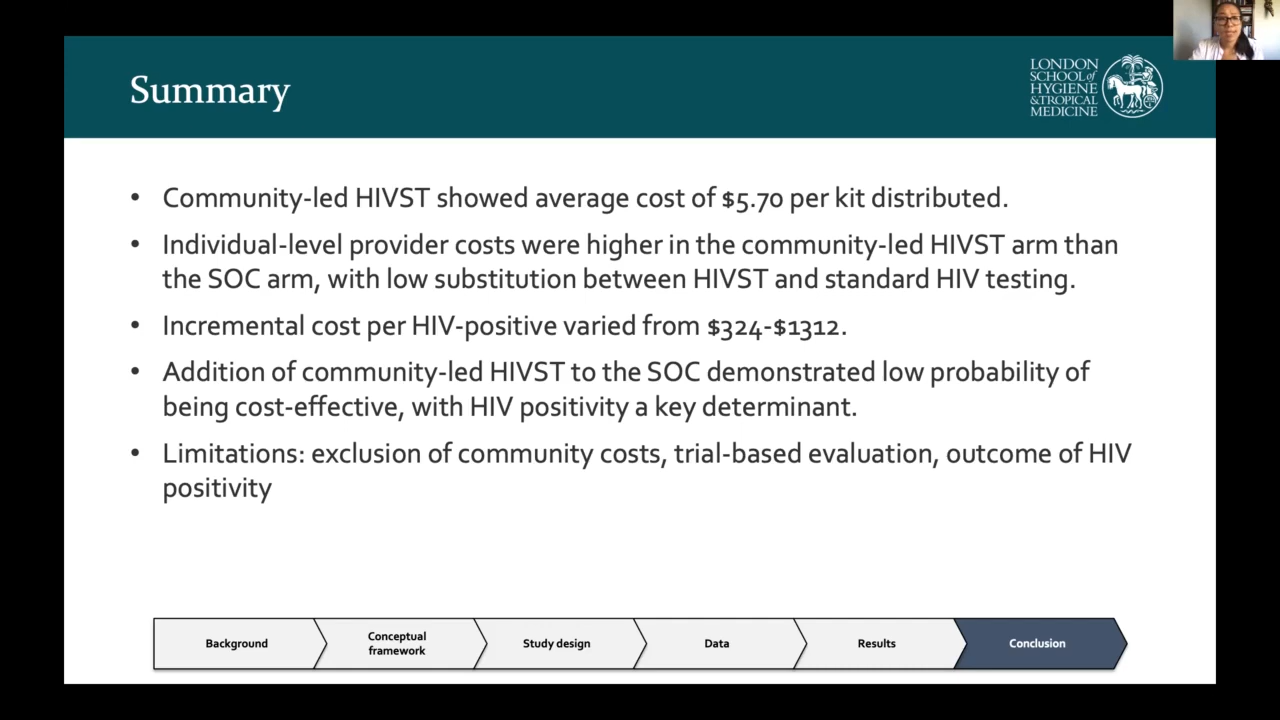 Summary
LONDON
SCHOOL of
HYGIENE
& TROPICAL
MEDICINE
• Community-led HIVST showed average cost of $5.70 per kit distributed.
• Individual-level provider costs were higher in the community-led HIVST arm than
the SOC arm, with low substitution between HIVST and standard HIV testing.
• Incremental cost per HIV-positive varied from $324-$1312.
• Addition of community-led HIVST to the SOC demonstrated low probability of
being cost-effective, with HIV positivity a key determinant.
• Limitations: exclusion of community costs, trial-based evaluation, outcome of HIV
positivity
Background
Conceptual
framework
Study design
Data
Results
Conclusion